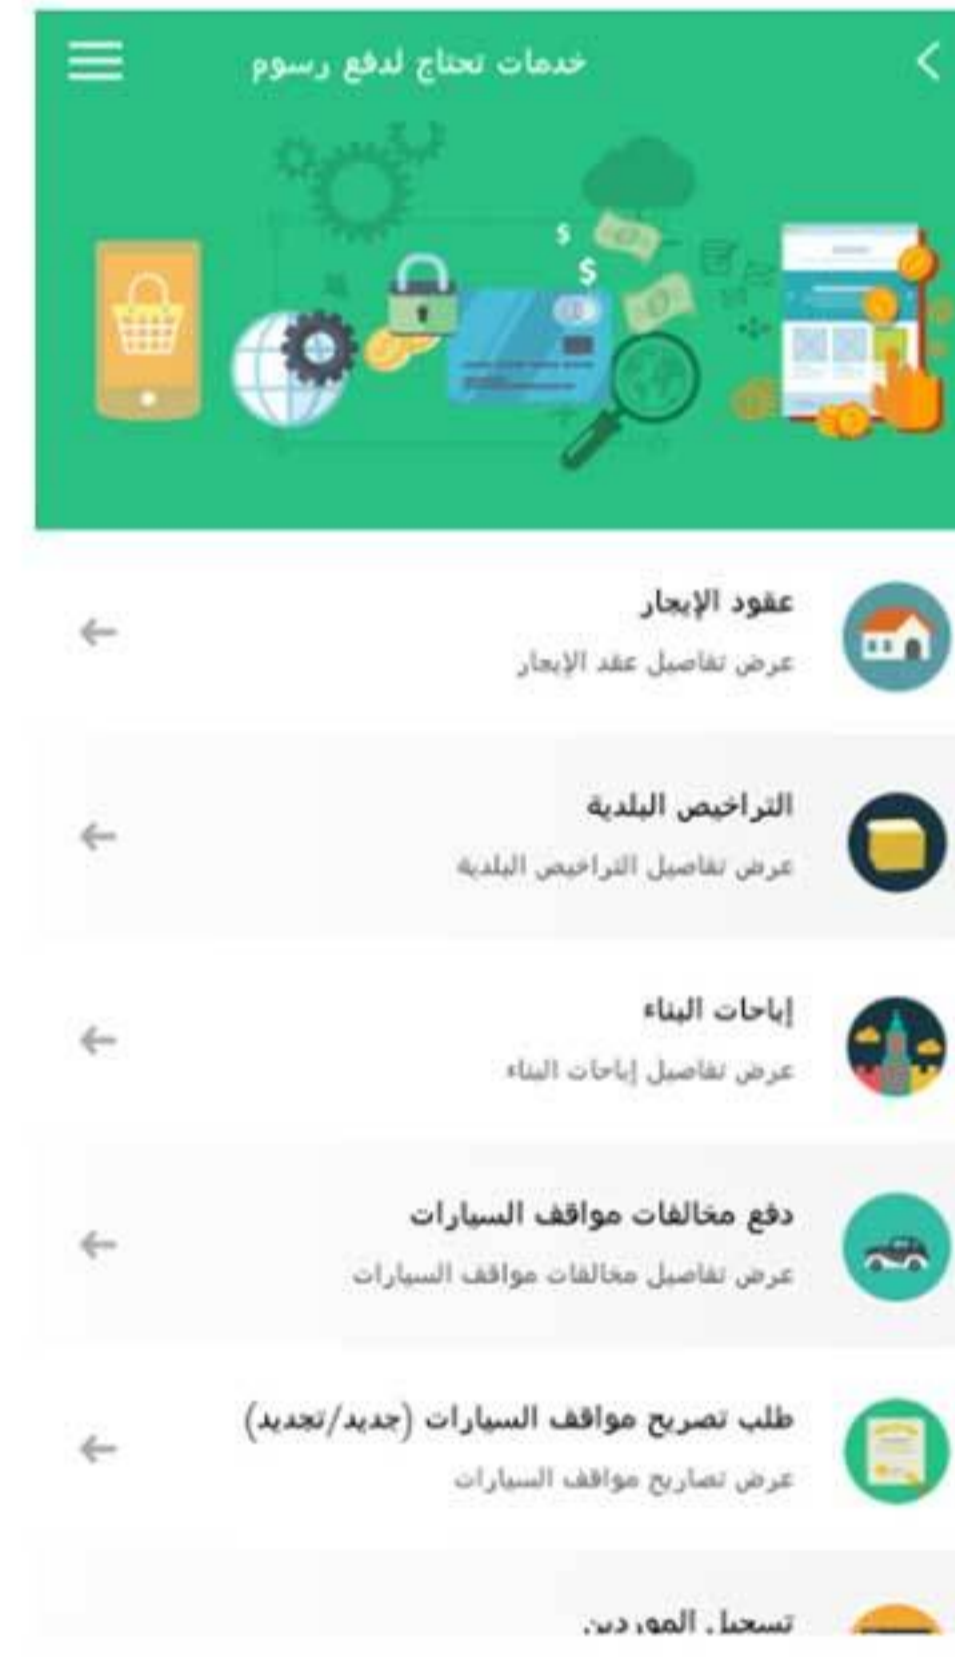 خدمات تحتاج لدفع رسوم
$
$
عقود الإيجار
عرض تفاصيل عقد الإيجار
التراخيص البلدية
عرض تفاصيل التراخيص البلدية
إباحات البناء
عرض تفاصيل إباحات البناء
دفع مخالفات مواقف السيارات
عرض تفاصيل مخالفات مواقف السيارات
طلب تصريح مواقف السيارات (جديد/تجديد)
عرض تصاريح مواقف السيارات
تسجيل الموردين